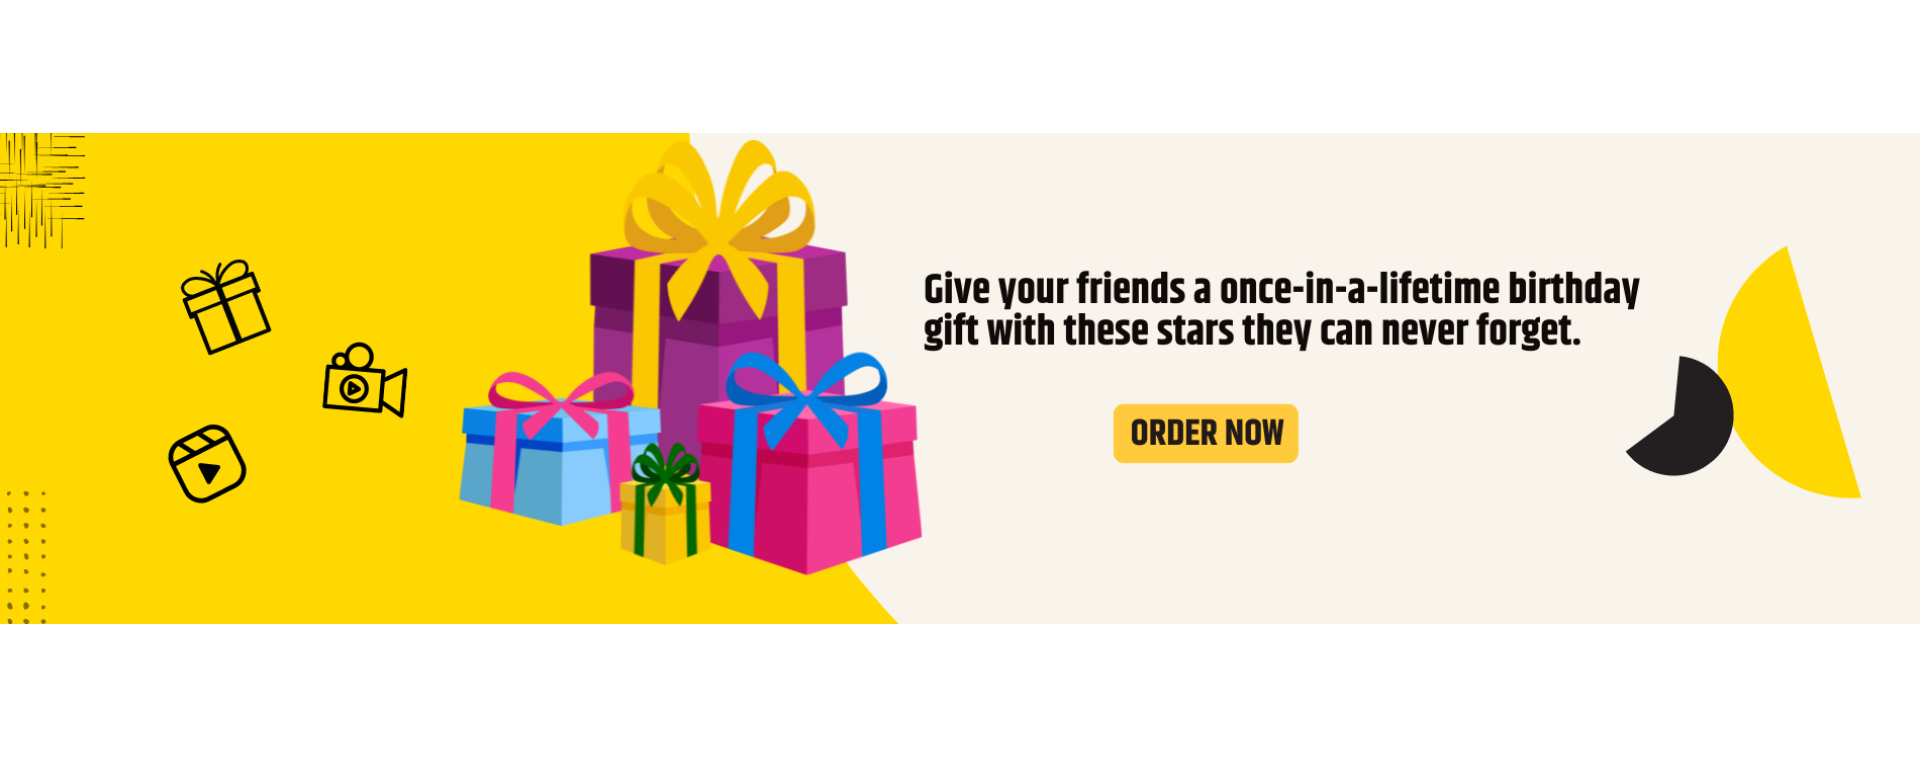 Give your friends a once-in-a-lifetime birthday
gift with these stars they can never forget.
ORDER NOW